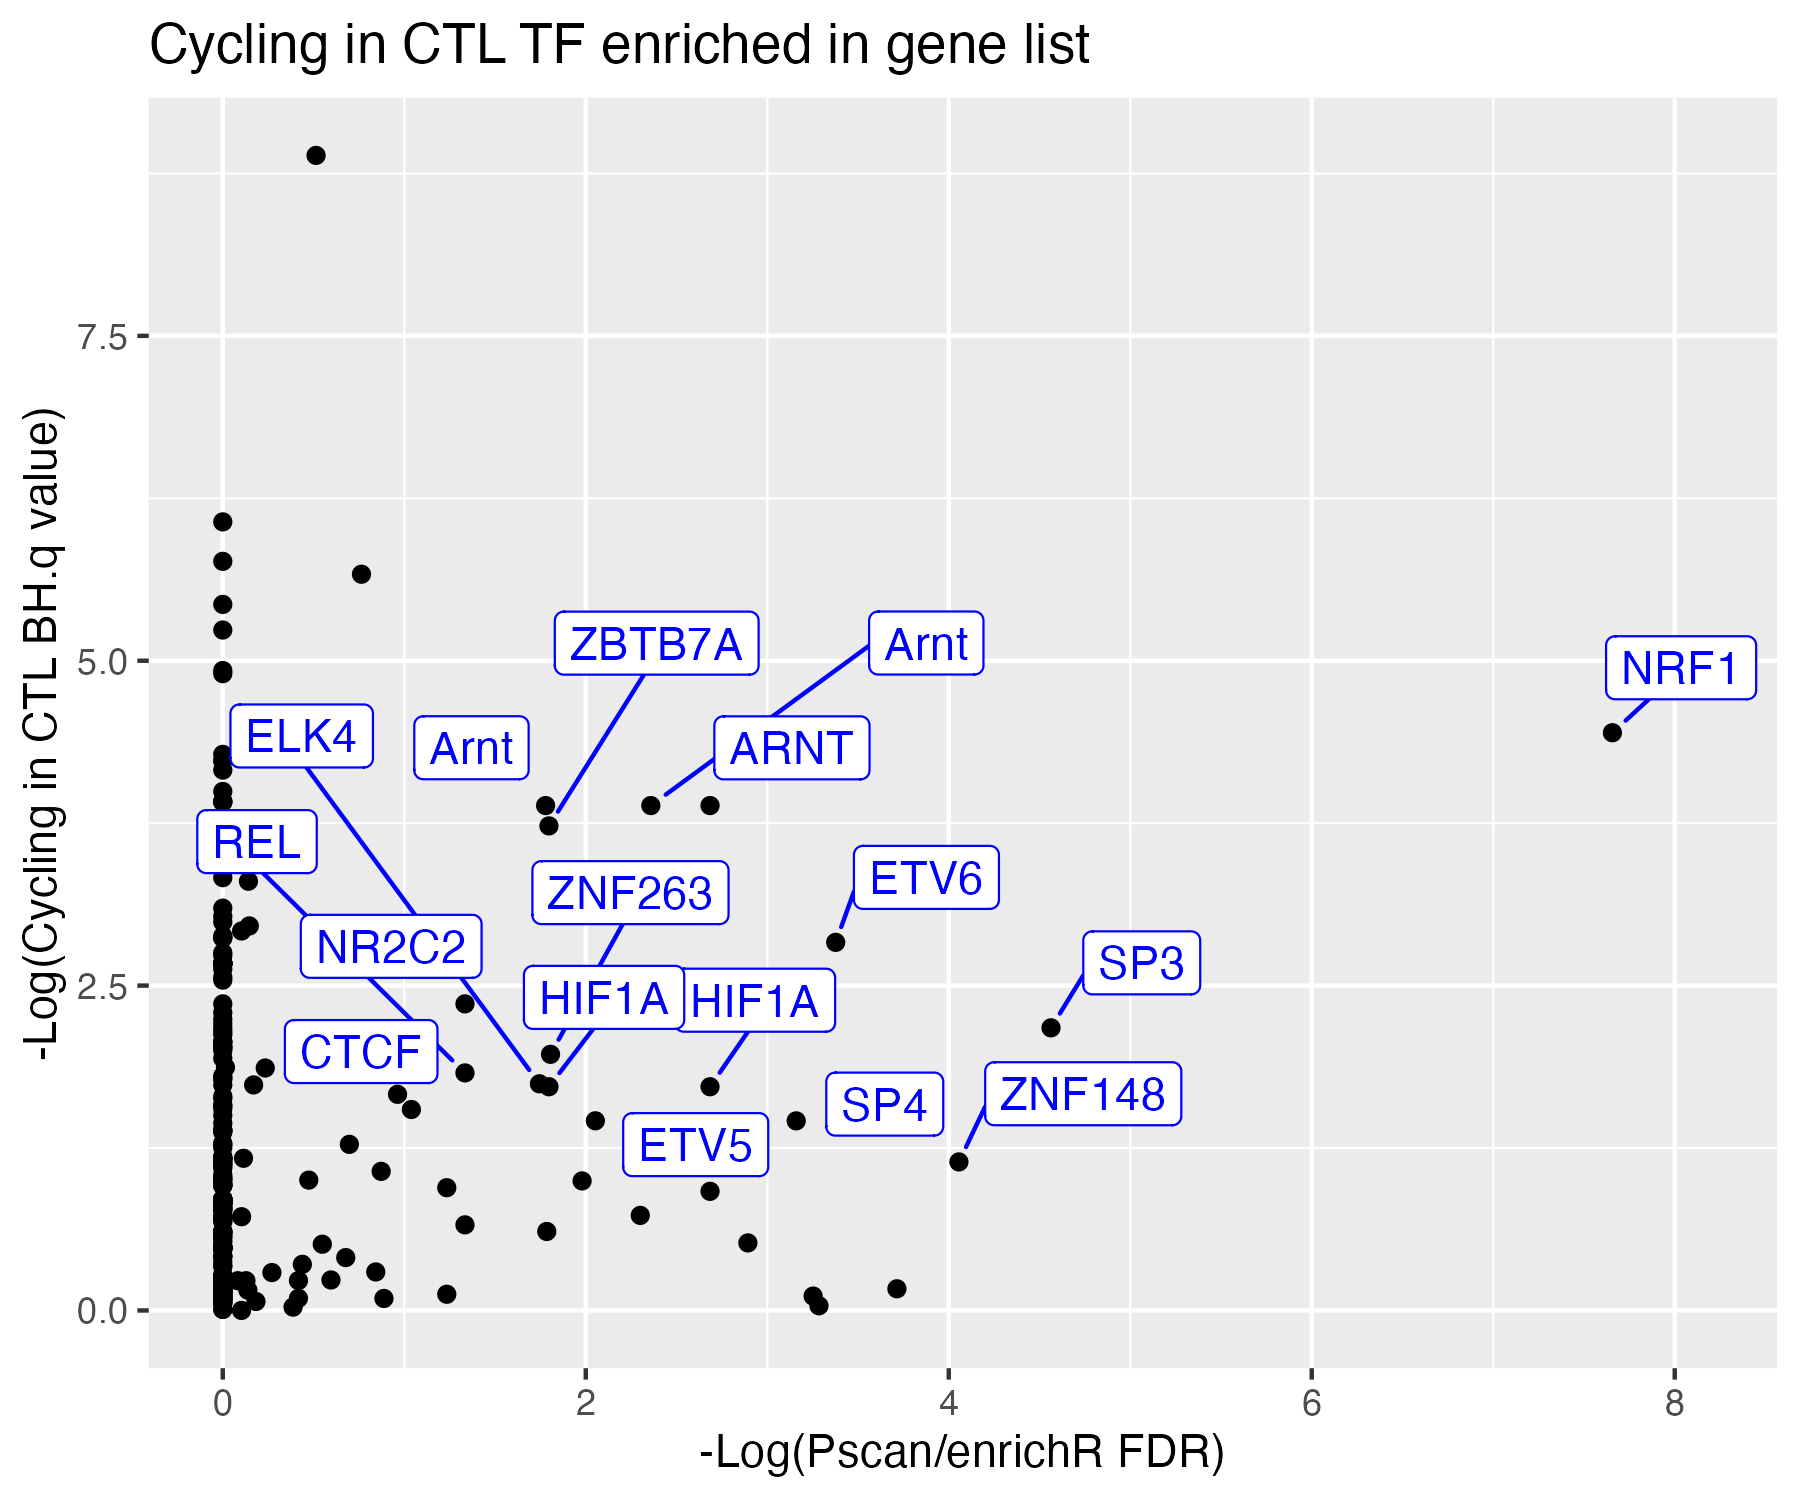 Cycling in CTL TF enriched in gene list
-Log(Cycling in CTL BH.q value)
7.5
5.0
2.5
0.0
ZBTB7A
Arnt
NRF1
ELK4
Arnt
ARNT
REL
ZNF263
ETV6
NR2C2
SP3
HIF1A
HIF1A
CTCF
SP4
ZNF148
ETV5
0
2
4
6
8
-Log(Pscan/enrichR FDR)